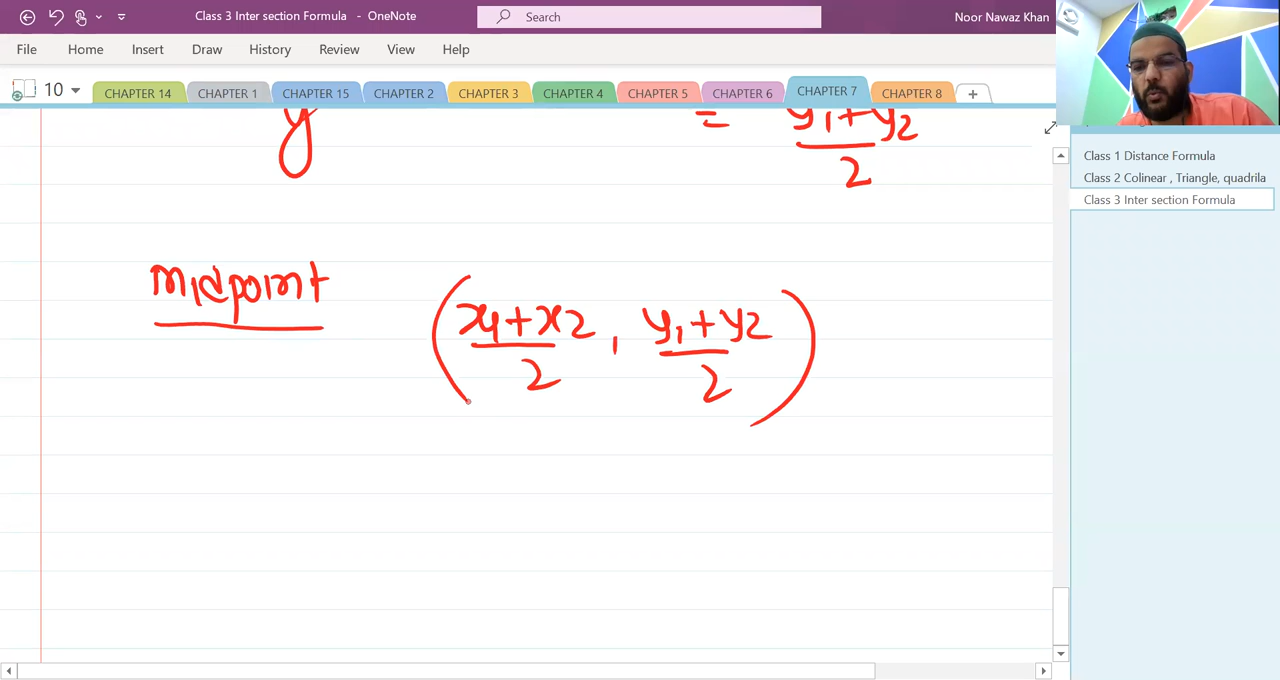 Class 3 Inter section Formula - OneNote
Search
Noor Nawaz Khan
File Home Insert Draw History Review View Help
10 CHAPTER 14 CHAPTER 1 CHAPTER 15 CHAPTER 2 CHAPTER 3 CHAPTER 4 CHAPTER 5 CHAPTER 6 CHAPTER 7 CHAPTER 8
Class 1 Distance Formula
Class 2 Colinear , Triangle, quadrila
Class 3 Inter section Formula
y = y₁+y₂
2
midpoint
(x₁+x2/2 , y₁+y2/2)